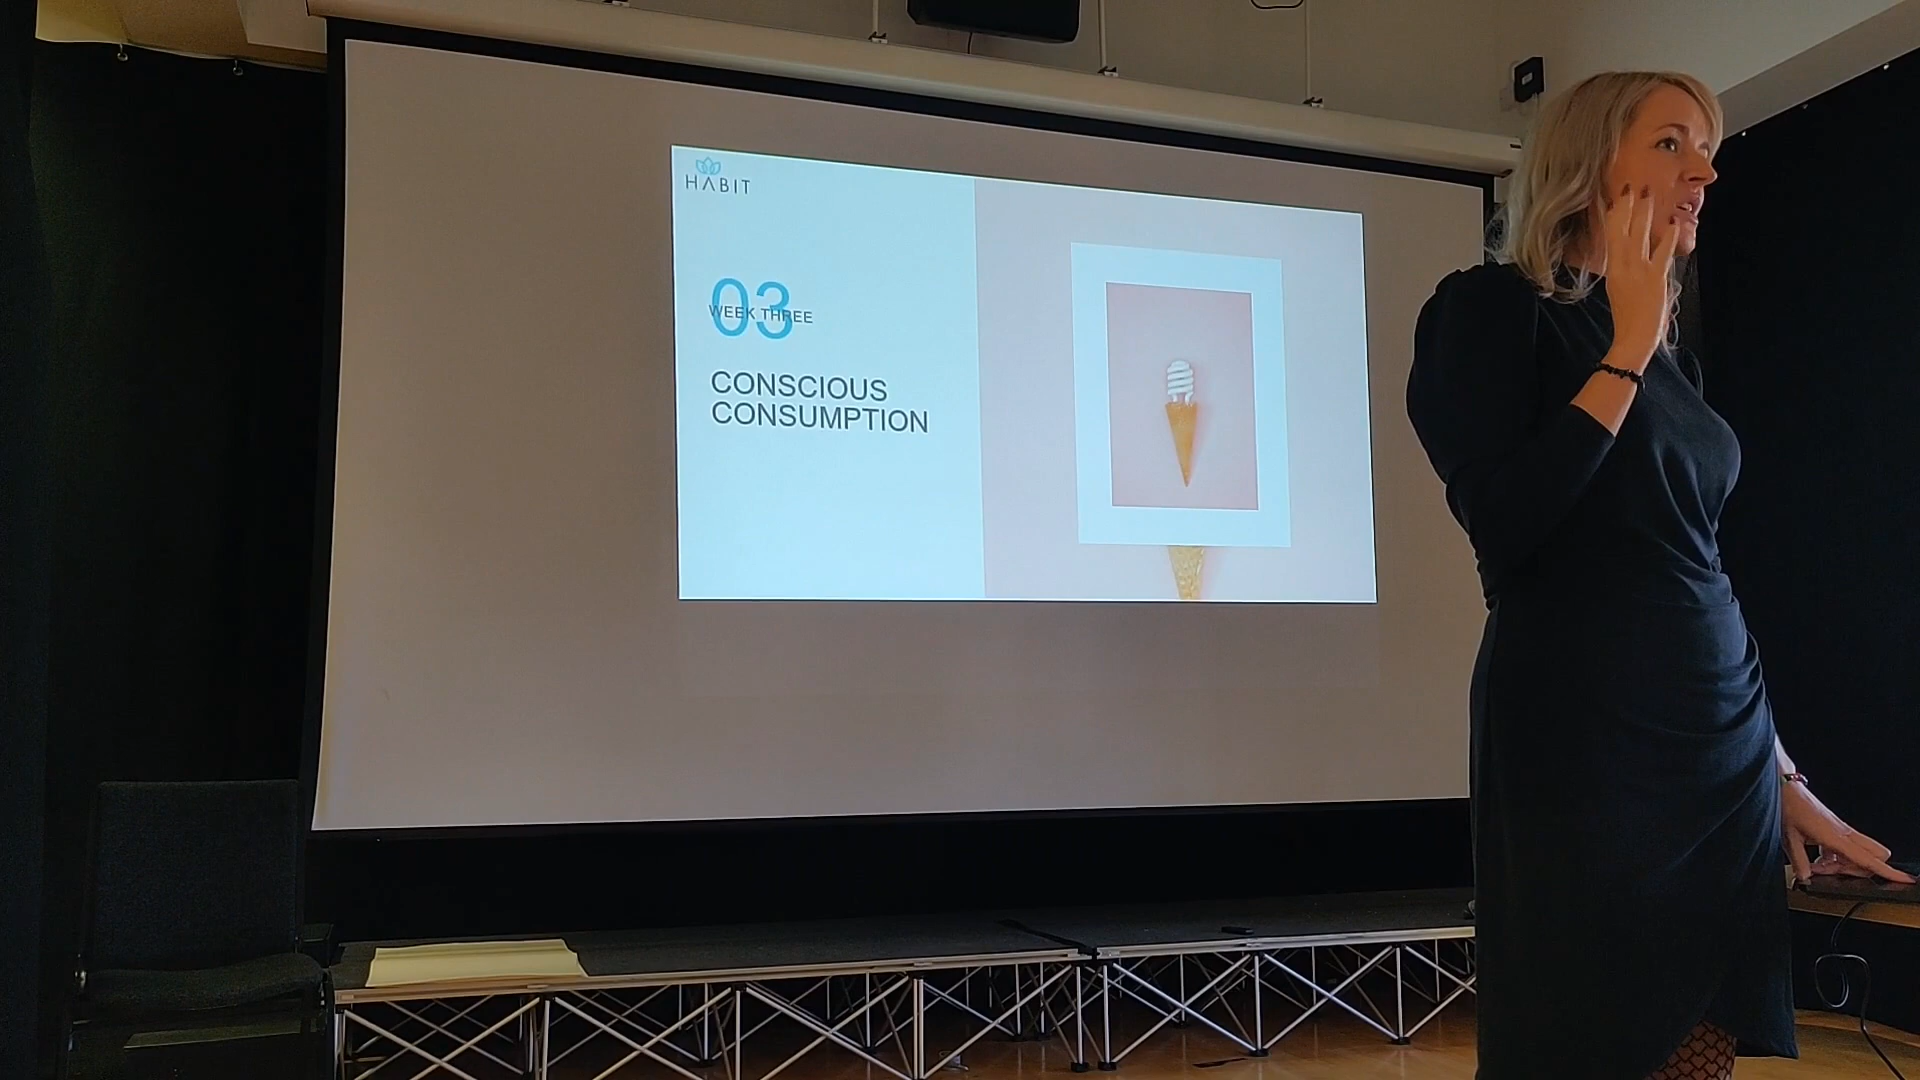 HABIT
03
WEEK THREE
CONSCIOUS
CONSUMPTION